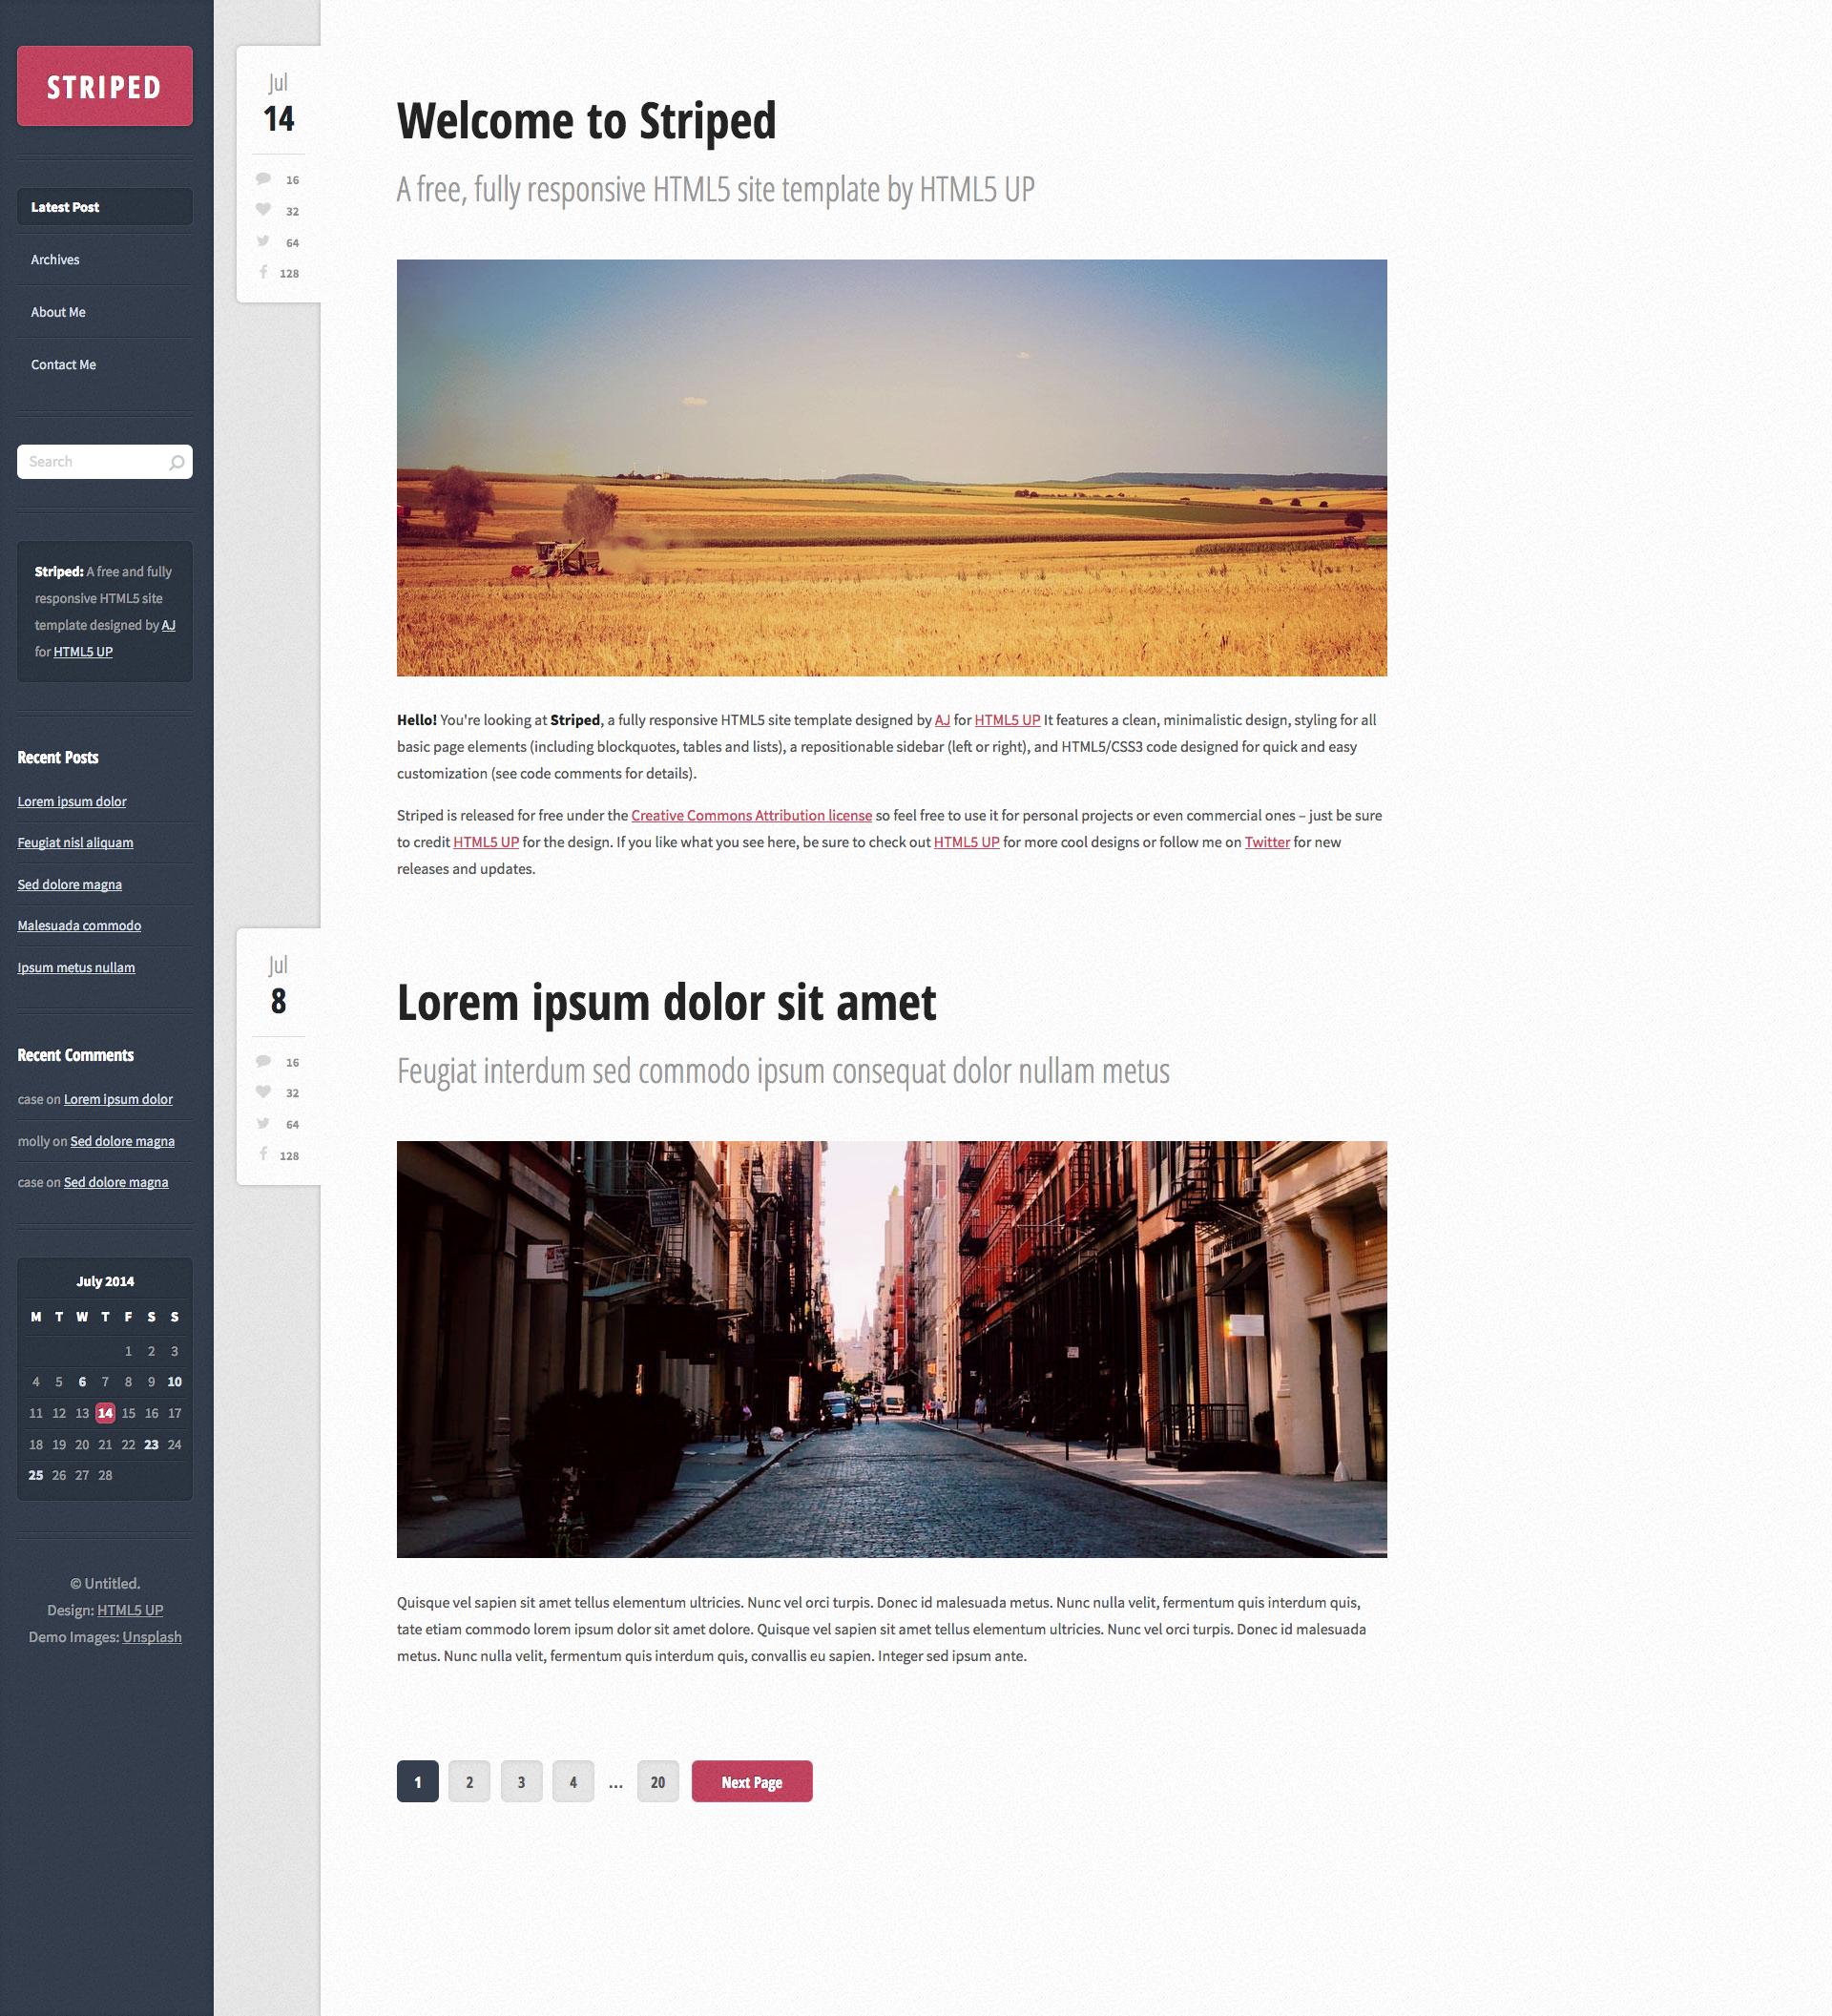 STRIPED
Latest Post
Archives
About Me
Contact Me
Search
Striped: A free and fully
responsive HTML5 site
template designed by AJ
for HTML5 UP
Recent Posts
Lorem ipsum dolor
Feugiat nisl aliquam
Sed dolore magna
Malesuada commodo
Ipsum metus nullam
Recent Comments
case on Lorem ipsum dolor
molly on Sed dolore magna
case on Sed dolore magna
July 2014
M T W T F S S
1 2 3
4 5 6 7 8 9 10
11 12 13 14 15 16 17
18 19 20 21 22 23 24
25 26 27 28
© Untitled.
Design: HTML5 UP
Demo Images: Unsplash
Jul
14
16
32
64
128
Welcome to Striped
A free, fully responsive HTML5 site template by HTML5 UP
Hello! You're looking at Striped, a fully responsive HTML5 site template designed by AJ for HTML5 UP It features a clean, minimalistic design, styling for all
basic page elements (including blockquotes, tables and lists), a repositionable sidebar (left or right), and HTML5/CSS3 code designed for quick and easy
customization (see code comments for details).
Striped is released for free under the Creative Commons Attribution license so feel free to use it for personal projects or even commercial ones – just be sure
to credit HTML5 UP for the design. If you like what you see here, be sure to check out HTML5 UP for more cool designs or follow me on Twitter for new
releases and updates.
Jul
8
16
32
64
128
Lorem ipsum dolor sit amet
Feugiat interdum sed commodo ipsum consequat dolor nullam metus
Quisque vel sapien sit amet tellus elementum ultricies. Nunc vel orci turpis. Donec id malesuada metus. Nunc nulla velit, fermentum quis interdum quis,
tate etiam commodo lorem ipsum dolor sit amet dolore. Quisque vel sapien sit amet tellus elementum ultricies. Nunc vel orci turpis. Donec id malesuada
metus. Nunc nulla velit, fermentum quis interdum quis, convallis eu sapien. Integer sed ipsum ante.
1 2 3 4 … 20 Next Page